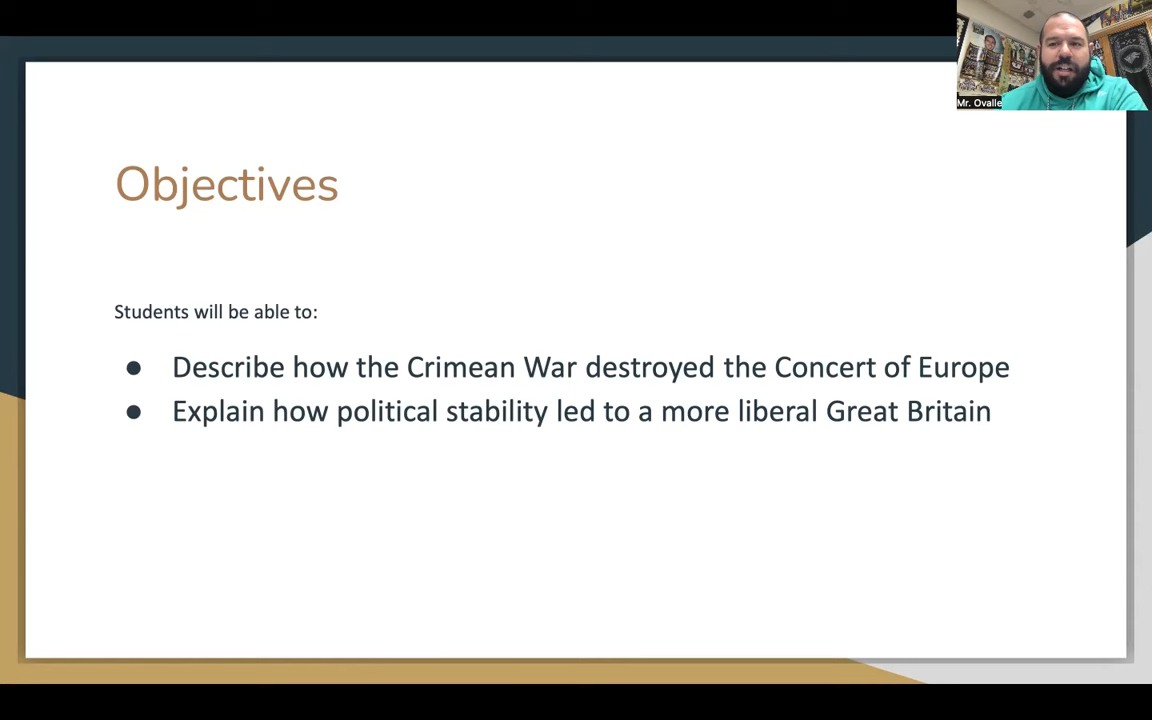 Mr. Ovalle
Objectives
Students will be able to:
● Describe how the Crimean War destroyed the Concert of Europe
● Explain how political stability led to a more liberal Great Britain